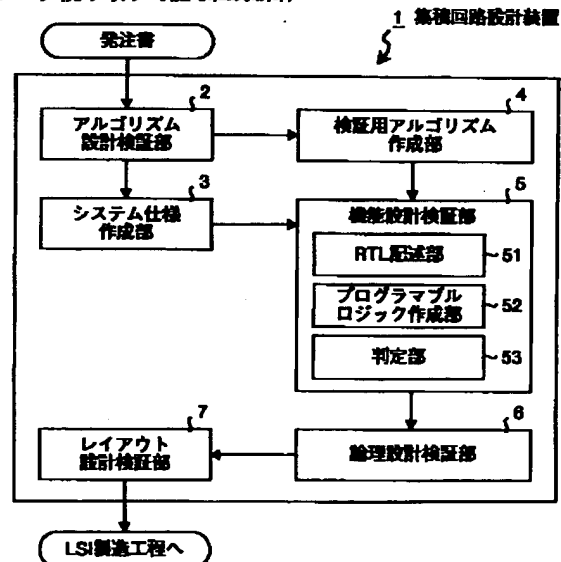 1 集積回路設計装置
発注書
2
アルゴリズム
設計検証部
4
検証用アルゴリズム
作成部
3
システム仕様
作成部
5
機能設計検証部
RTL記述部
51
プログラマブル
ロジック作成部
52
判定部
53
7
レイアウト
設計検証部
6
論理設計検証部
LSI製造工程へ